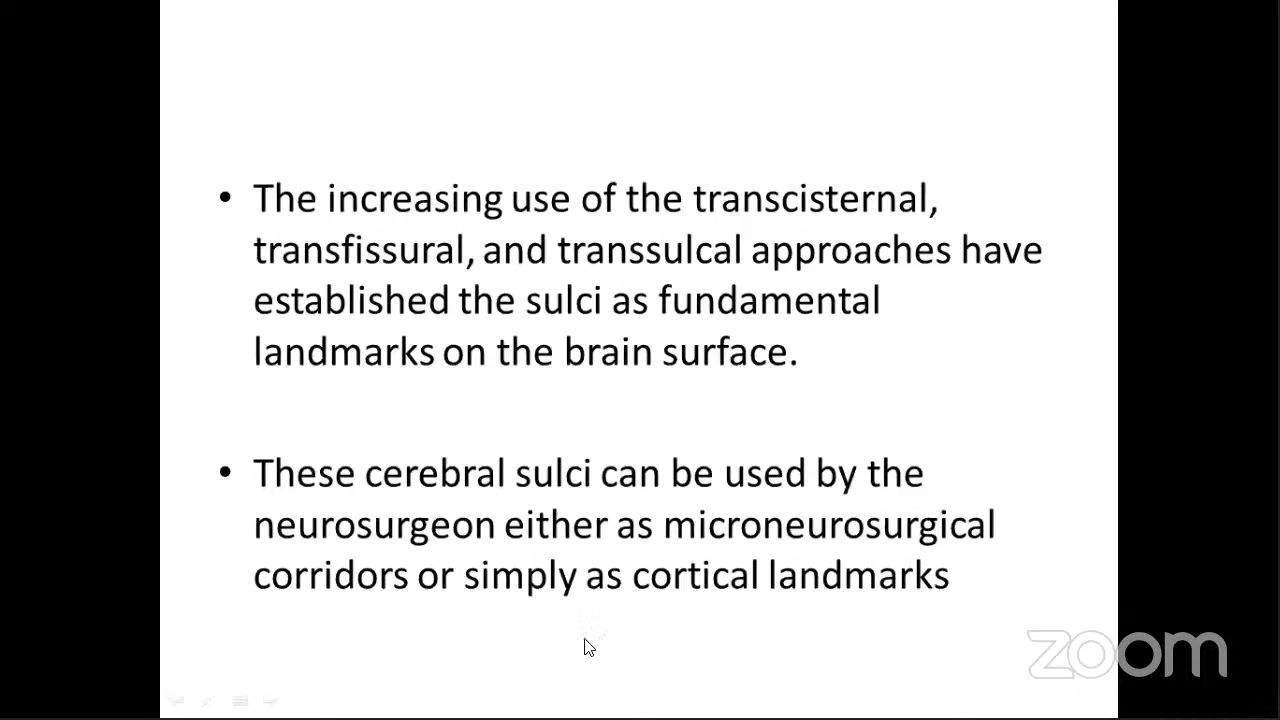 • The increasing use of the transcisternal,
transfissural, and transsulcal approaches have
established the sulci as fundamental
landmarks on the brain surface.
• These cerebral sulci can be used by the
neurosurgeon either as microneurosurgical
corridors or simply as cortical landmarks
zoom